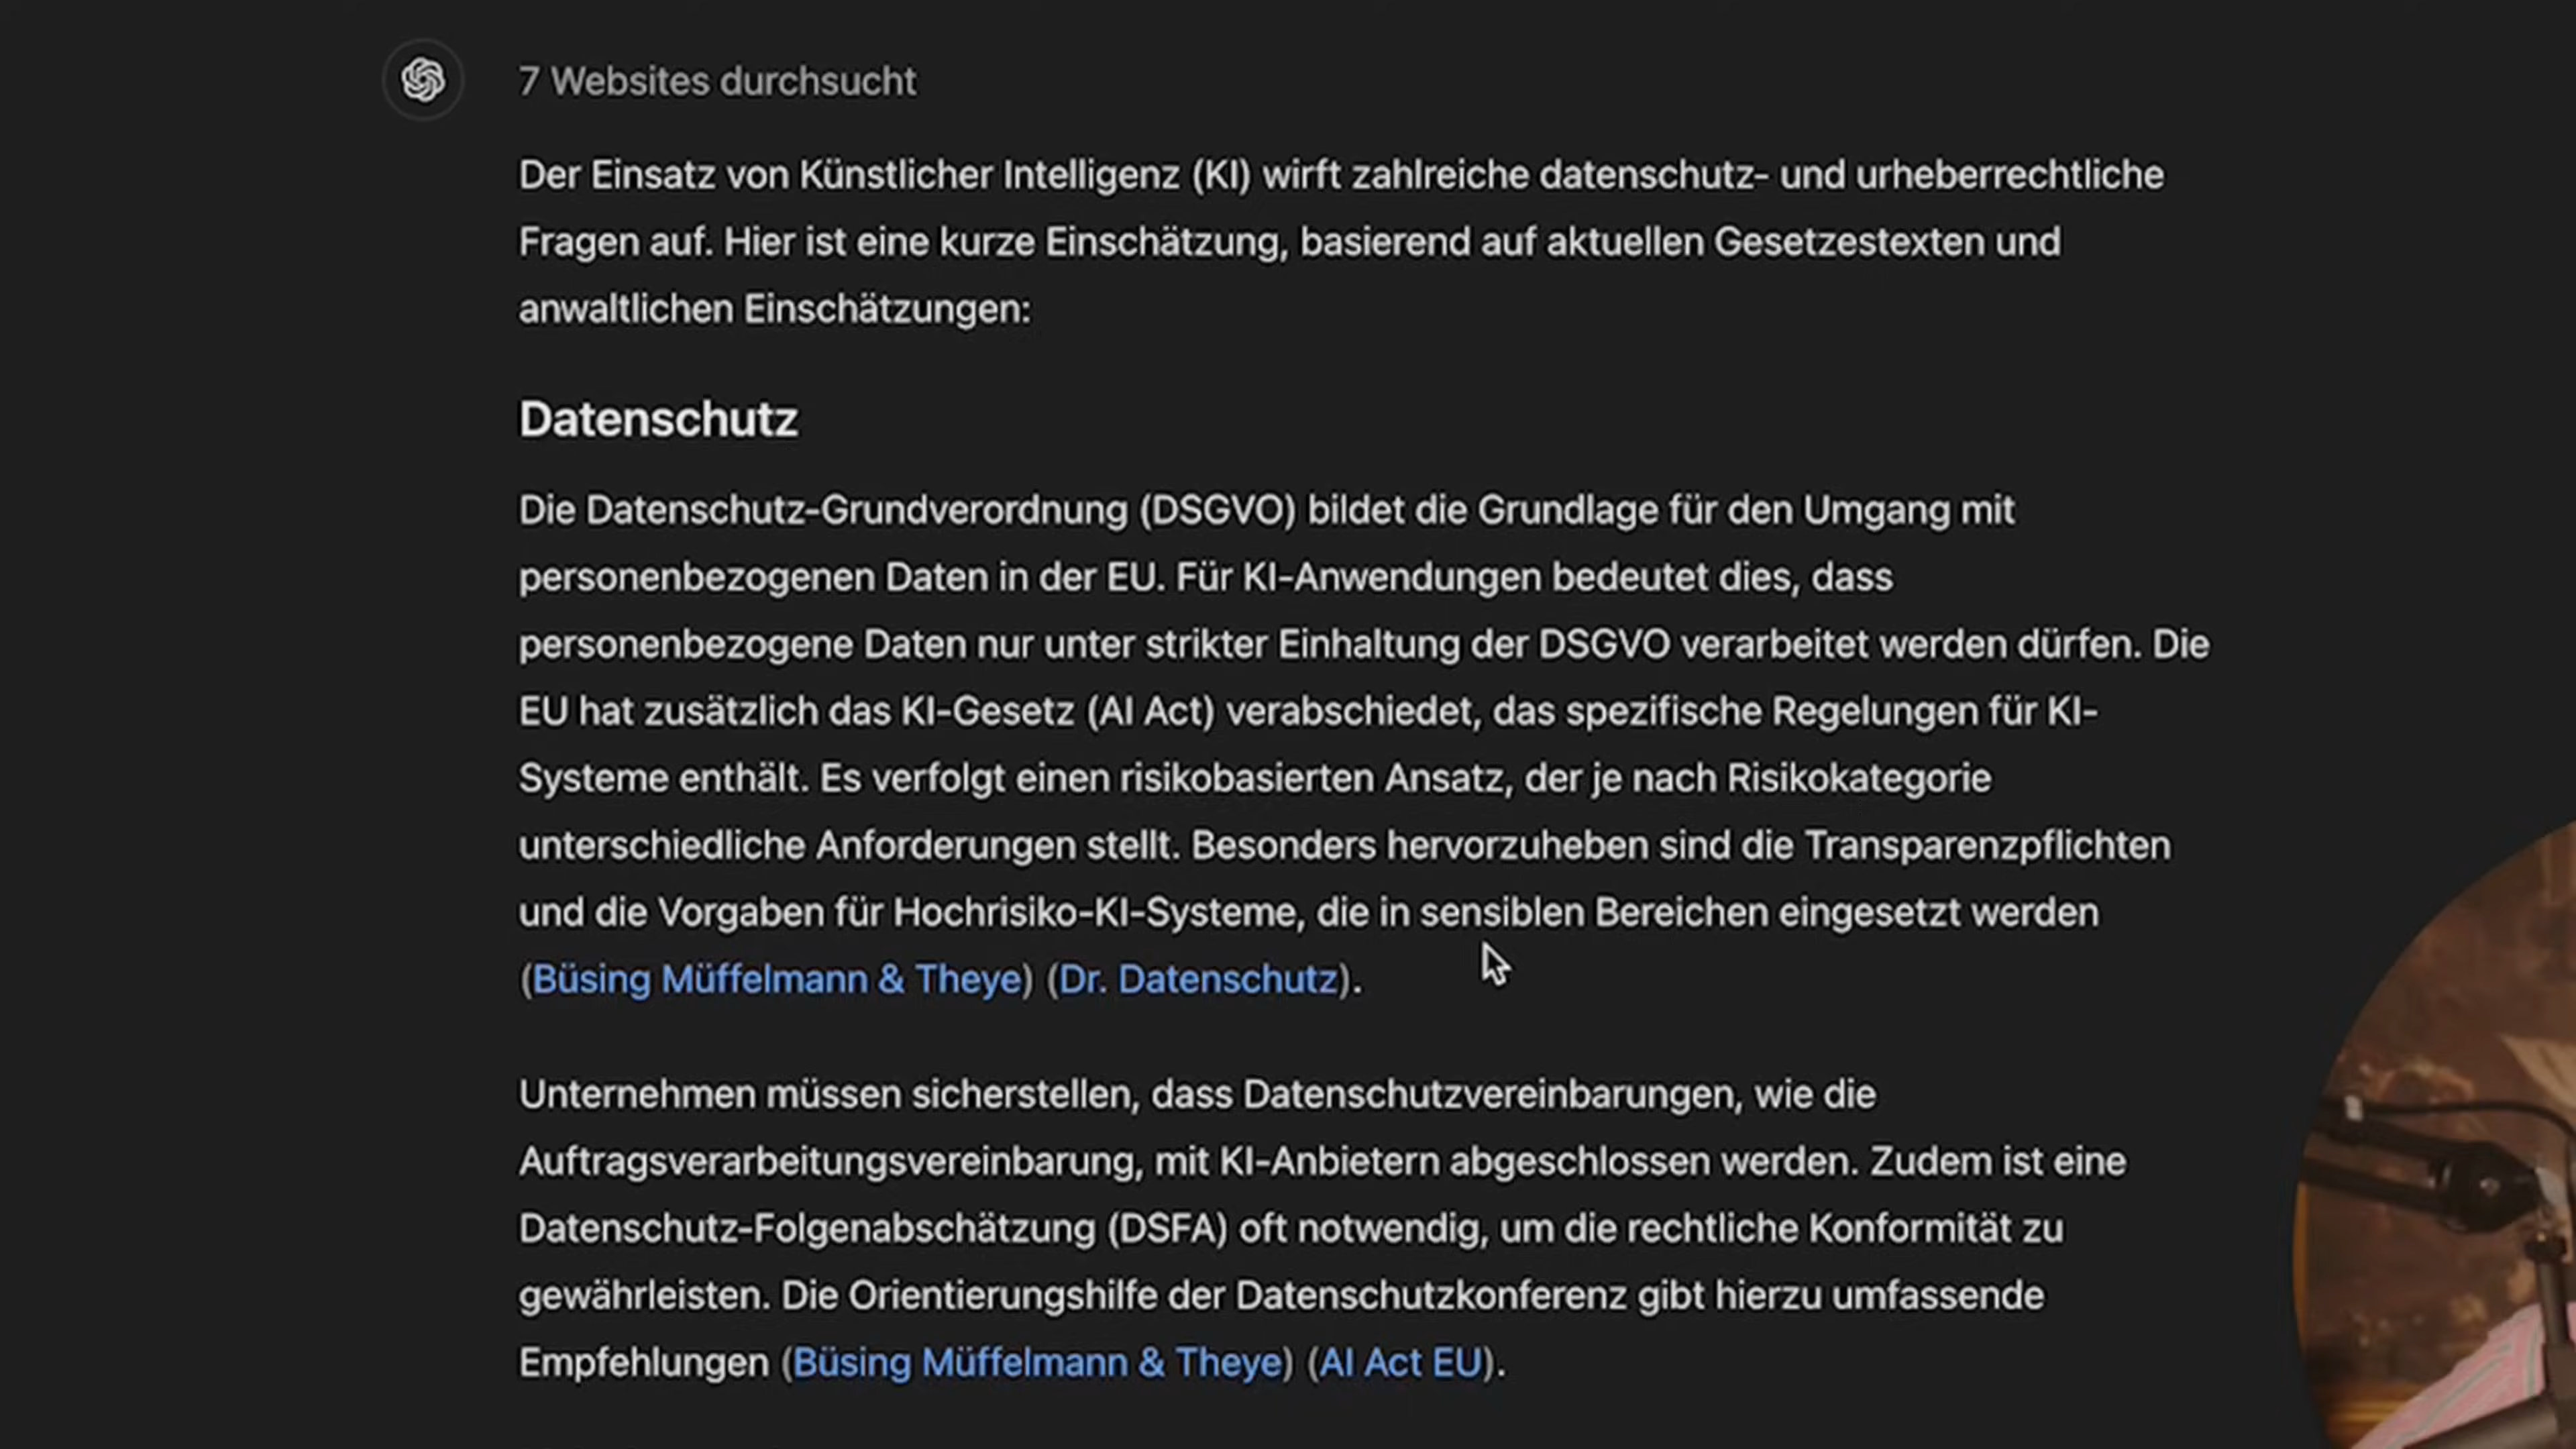 7 Websites durchsucht
Der Einsatz von Künstlicher Intelligenz (KI) wirft zahlreiche datenschutz- und urheberrechtliche
Fragen auf. Hier ist eine kurze Einschätzung, basierend auf aktuellen Gesetzestexten und
anwaltlichen Einschätzungen:
Datenschutz
Die Datenschutz-Grundverordnung (DSGVO) bildet die Grundlage für den Umgang mit
personenbezogenen Daten in der EU. Für KI-Anwendungen bedeutet dies, dass
personenbezogene Daten nur unter strikter Einhaltung der DSGVO verarbeitet werden dürfen. Die
EU hat zusätzlich das KI-Gesetz (AI Act) verabschiedet, das spezifische Regelungen für KI-
Systeme enthält. Es verfolgt einen risikobasierten Ansatz, der je nach Risikokategorie
unterschiedliche Anforderungen stellt. Besonders hervorzuheben sind die Transparenzpflichten
und die Vorgaben für Hochrisiko-KI-Systeme, die in sensiblen Bereichen eingesetzt werden
(Büsing Müffelmann & Theye) (Dr. Datenschutz).
Unternehmen müssen sicherstellen, dass Datenschutzvereinbarungen, wie die
Auftragsverarbeitungsvereinbarung, mit KI-Anbietern abgeschlossen werden. Zudem ist eine
Datenschutz-Folgenabschätzung (DSFA) oft notwendig, um die rechtliche Konformität zu
gewährleisten. Die Orientierungshilfe der Datenschutzkonferenz gibt hierzu umfassende
Empfehlungen (Büsing Müffelmann & Theye) (AI Act EU).